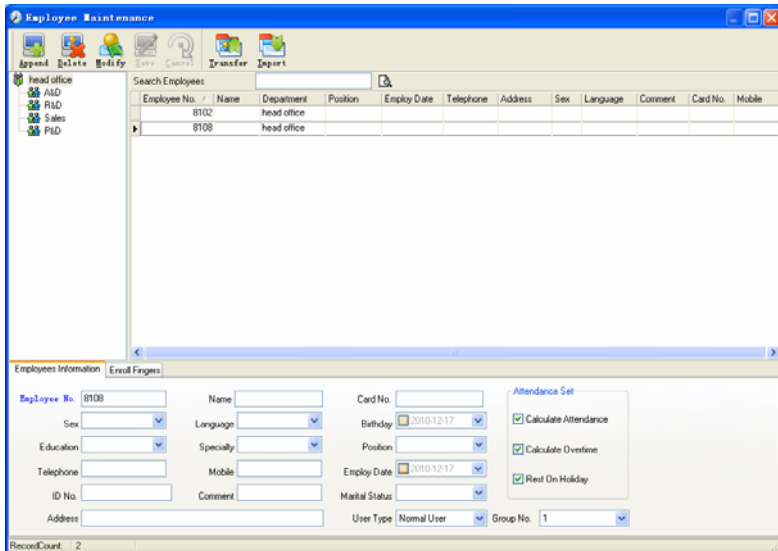 Employee Maintenance
Append Delete Modify Save Cancel Transfer Import
head office
A&D
R&D
Sales
P&D
Search Employees
Employee No. / Name Department Position Employ Date Telephone Address Sex Language Comment Card No. Mobile
8102 head office
8108 head office
Employees Information Enroll Fingers
Employee No. 8108 Name Card No. Attendance Set
Sex Language Birthday 2010-12-17 Calculate Attendance
Education Specialty Position Calculate Overtime
Telephone Mobile Employ Date 2010-12-17 Rest On Holiday
ID No. Comment Marital Status
Address User Type Normal User Group No. 1
RecordCount: 2